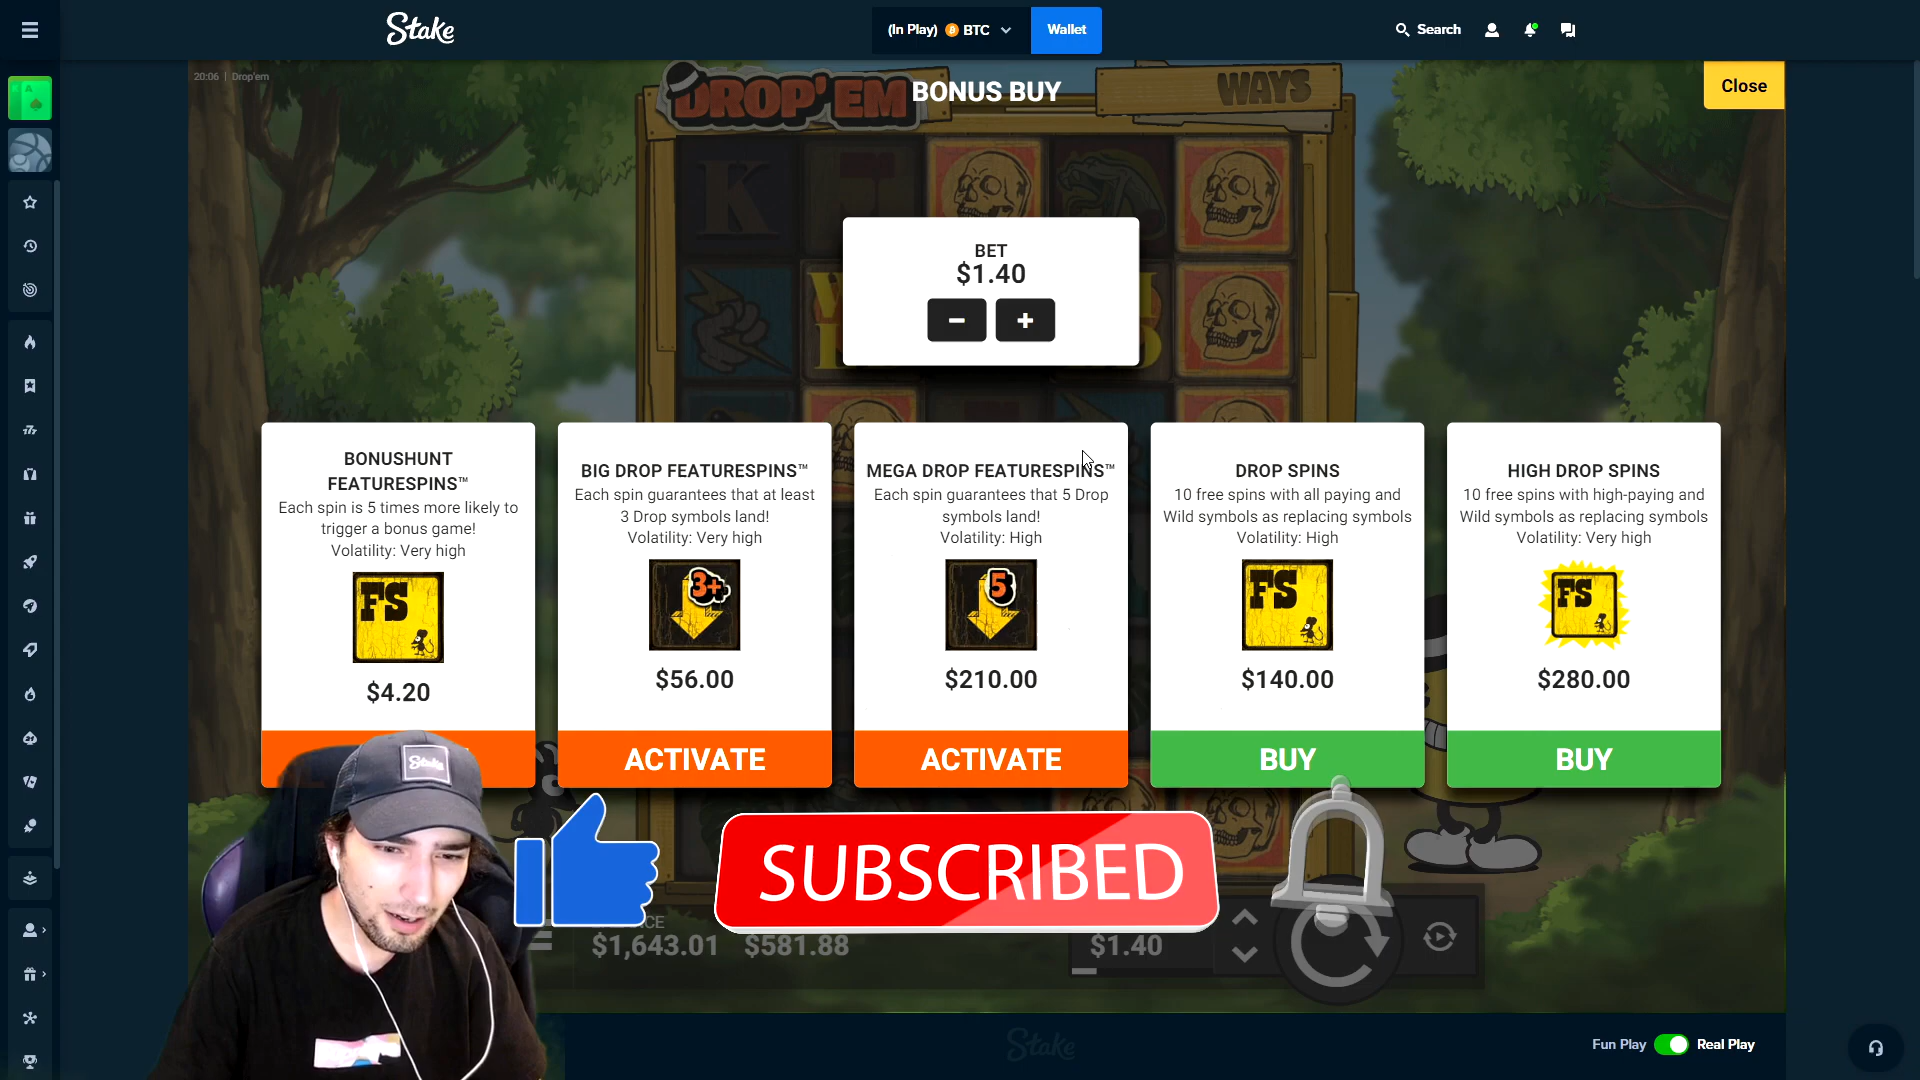 Stake
(In Play) BTC
Wallet
Search
20:06 | Drop'em
DROP'EM
BONUS BUY
WAYS
Close
K
BET
$1.40
−
+
BONUSHUNT
FEATURESPINS™
Each spin is 5 times more likely to
trigger a bonus game!
Volatility: Very high
FS
$4.20
BIG DROP FEATURESPINS™
Each spin guarantees that at least
3 Drop symbols land!
Volatility: Very high
3+
$56.00
ACTIVATE
MEGA DROP FEATURESPINS™
Each spin guarantees that 5 Drop
symbols land!
Volatility: High
5
$210.00
ACTIVATE
DROP SPINS
10 free spins with all paying and
Wild symbols as replacing symbols
Volatility: High
FS
$140.00
BUY
HIGH DROP SPINS
10 free spins with high-paying and
Wild symbols as replacing symbols
Volatility: Very high
FS
$280.00
BUY
Stake
SUBSCRIBED
$1,643.01
$581.88
$1.40
Stake
Fun Play
Real Play